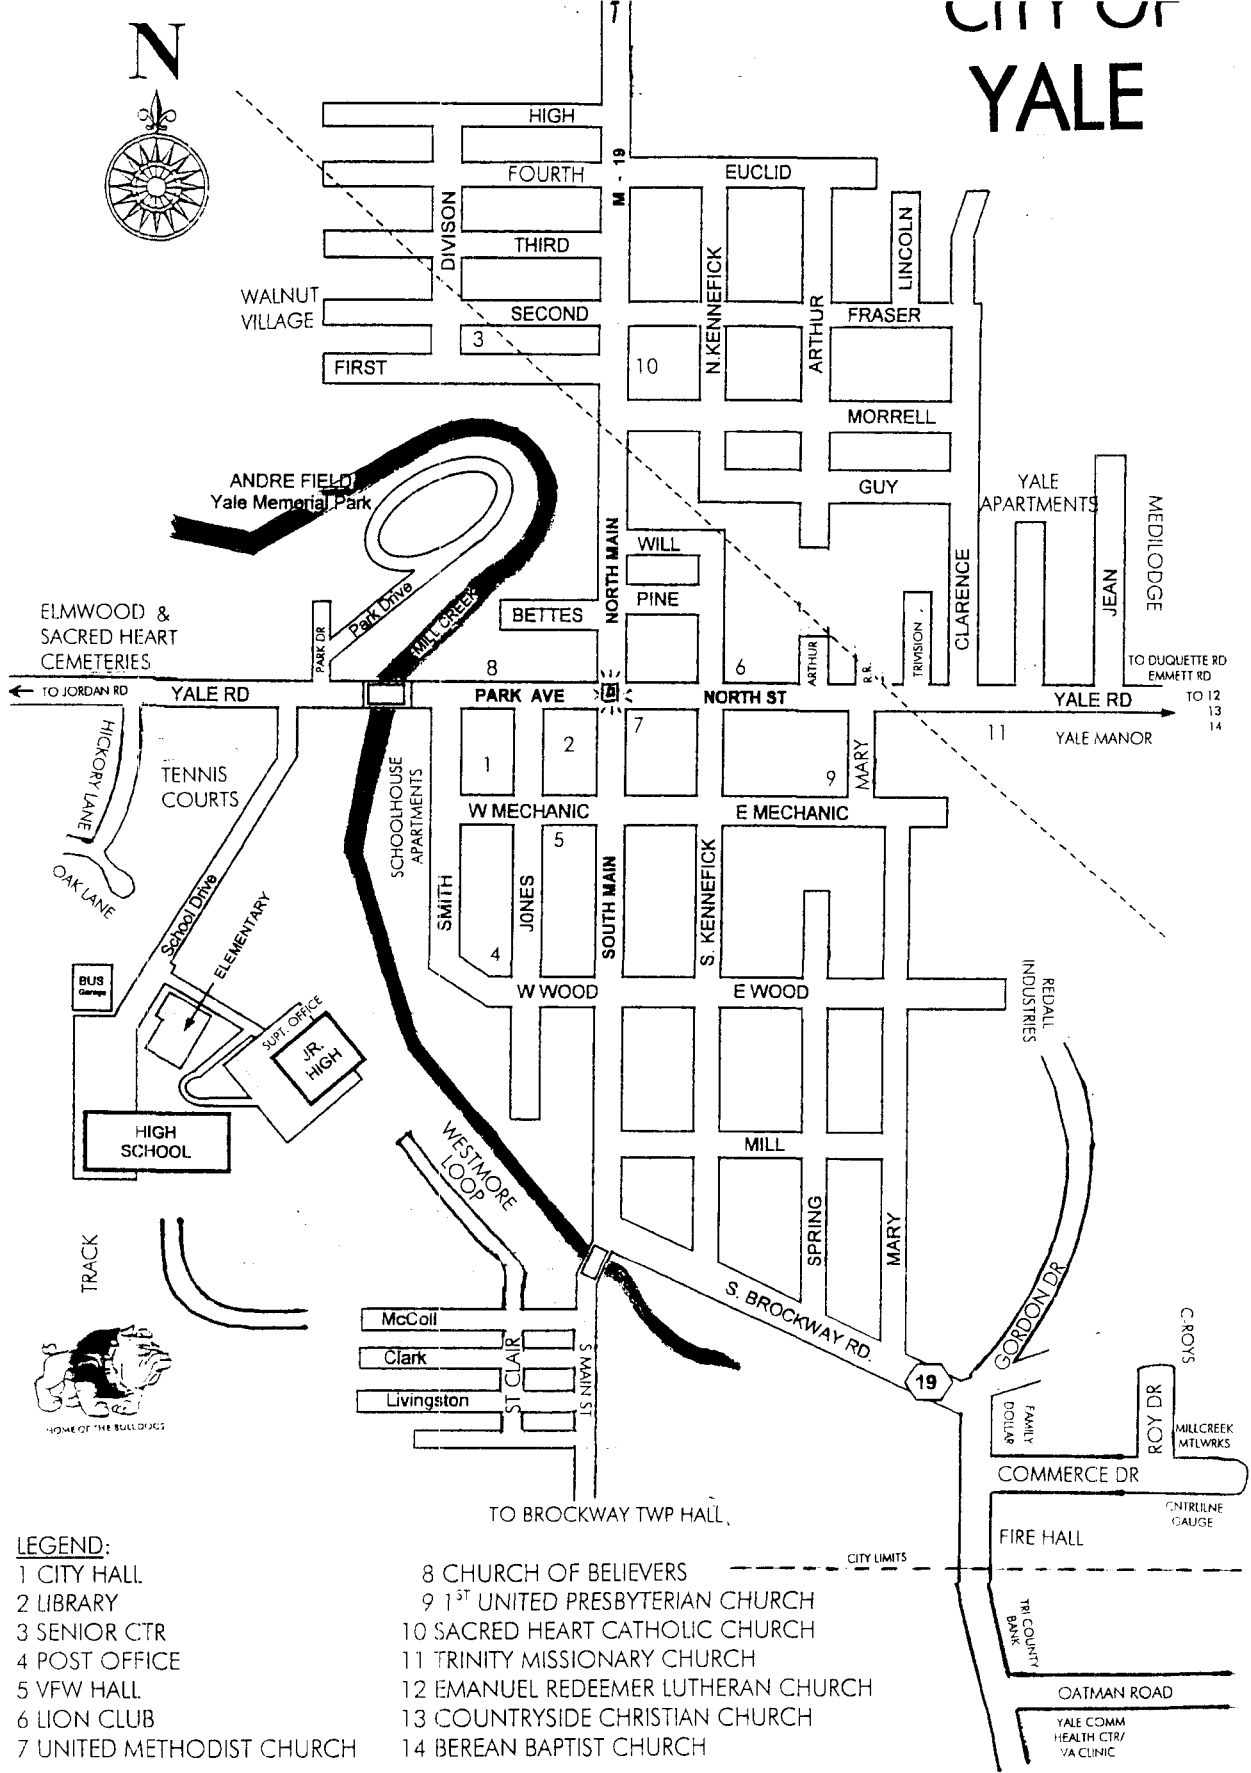 N
CITY OF
YALE
HIGH
M - 19
FOURTH
EUCLID
DIVISON
THIRD
LINCOLN
N.KENNEFICK
WALNUT
VILLAGE
SECOND
ARTHUR
FRASER
3
FIRST
10
MORRELL
ANDRE FIELD
Yale Memorial Park
GUY
YALE
APARTMENTS
MEDILODGE
NORTH MAIN
WILL
PINE
CLARENCE
JEAN
Park Drive
MILL CREEK
BETTES
ELMWOOD &
SACRED HEART
CEMETERIES
PARK DR
8
6
ARTHUR
R.R.
TRIVISION
TO DUQUETTE RD
EMMETT RD
TO JORDAN RD
YALE RD
PARK AVE
NORTH ST
YALE RD
TO 12
13
14
HICKORY LANE
TENNIS
COURTS
SCHOOLHOUSE
APARTMENTS
1
2
7
9
MARY
11
YALE MANOR
W MECHANIC
E MECHANIC
5
OAK LANE
School Drive
ELEMENTARY
SMITH
JONES
SOUTH MAIN
S. KENNEFICK
4
BUS
Garage
W WOOD
E WOOD
REDALL
INDUSTRIES
SUPT. OFFICE
JR.
HIGH
HIGH
SCHOOL
WESTMORE
LOOP
MILL
SPRING
MARY
TRACK
S. BROCKWAY RD.
GORDON DR
McColl
Clark
Livingston
ST CLAIR
S MAIN ST
19
C-ROYS
HOME OF THE BULLDOGS
FAMILY
DOLLAR
ROY DR
MILLCREEK
MTLWRKS
COMMERCE DR
CNTRLINE
GAUGE
TO BROCKWAY TWP HALL
FIRE HALL
CITY LIMITS
TRI COUNTY
BANK
OATMAN ROAD
YALE COMM
HEALTH CTR/
VA CLINIC
LEGEND:
1 CITY HALL
2 LIBRARY
3 SENIOR CTR
4 POST OFFICE
5 VFW HALL
6 LION CLUB
7 UNITED METHODIST CHURCH
8 CHURCH OF BELIEVERS
9 1ST UNITED PRESBYTERIAN CHURCH
10 SACRED HEART CATHOLIC CHURCH
11 TRINITY MISSIONARY CHURCH
12 EMANUEL REDEEMER LUTHERAN CHURCH
13 COUNTRYSIDE CHRISTIAN CHURCH
14 BEREAN BAPTIST CHURCH